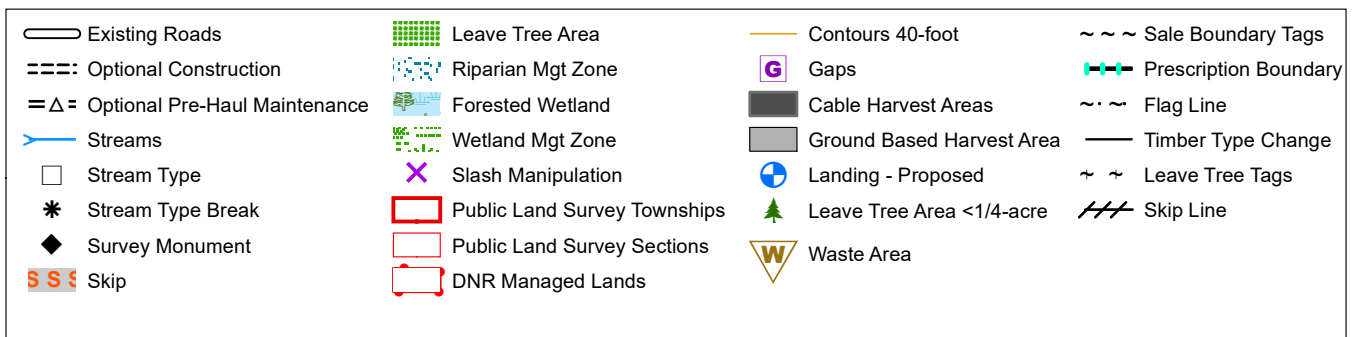 Existing Roads
Optional Construction
Optional Pre-Haul Maintenance
Streams
Stream Type
Stream Type Break
Survey Monument
S S S Skip
Leave Tree Area
Riparian Mgt Zone
Forested Wetland
Wetland Mgt Zone
Slash Manipulation
Public Land Survey Townships
Public Land Survey Sections
DNR Managed Lands
Contours 40-foot
G Gaps
Cable Harvest Areas
Ground Based Harvest Area
Landing - Proposed
Leave Tree Area <1/4-acre
W Waste Area
Sale Boundary Tags
Prescription Boundary
Flag Line
Timber Type Change
Leave Tree Tags
Skip Line